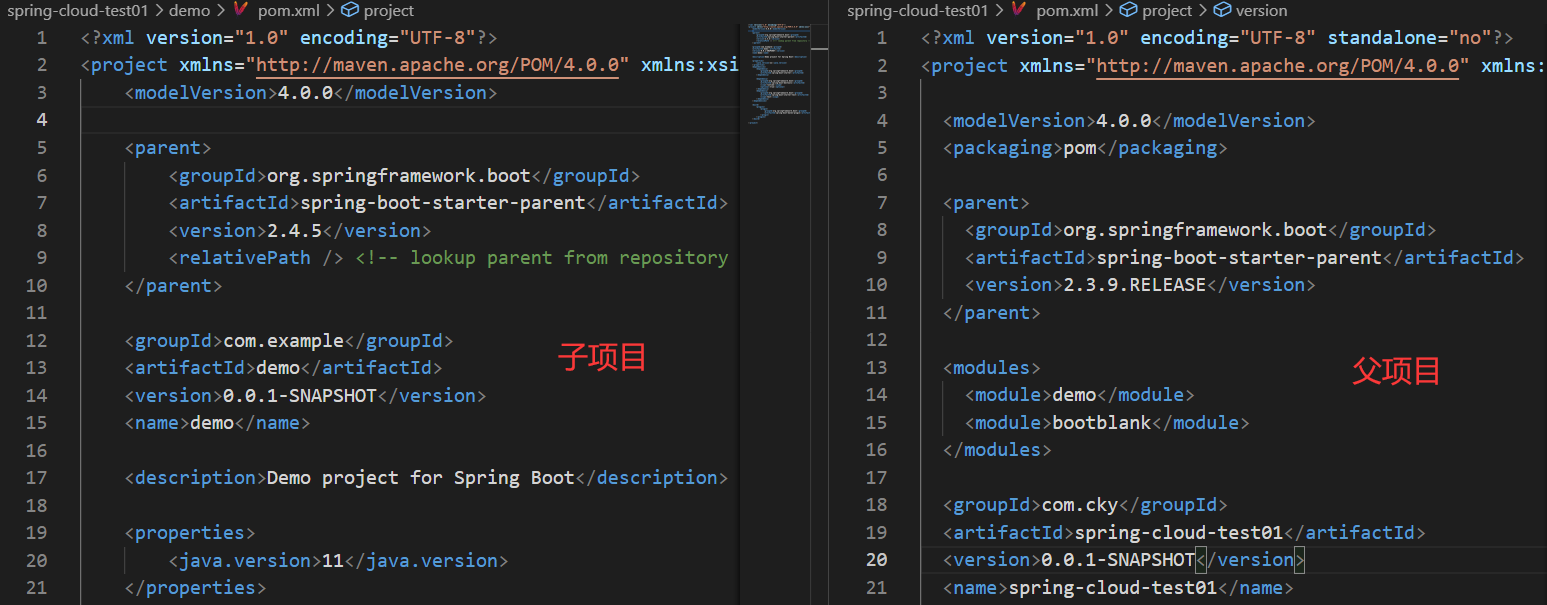 spring-cloud-test01 > demo > pom.xml > project
1 <?xml version="1.0" encoding="UTF-8"?>
2 <project xmlns="http://maven.apache.org/POM/4.0.0" xmlns:xsi
3 <modelVersion>4.0.0</modelVersion>
4
5 <parent>
6 <groupId>org.springframework.boot</groupId>
7 <artifactId>spring-boot-starter-parent</artifactId>
8 <version>2.4.5</version>
9 <relativePath /> <!-- lookup parent from repository
10 </parent>
11
12 <groupId>com.example</groupId>
13 <artifactId>demo</artifactId>
14 <version>0.0.1-SNAPSHOT</version>
15 <name>demo</name>
16
17 <description>Demo project for Spring Boot</description>
18
19 <properties>
20 <java.version>11</java.version>
21 </properties>
子项目
spring-cloud-test01 > pom.xml > project > version
1 <?xml version="1.0" encoding="UTF-8" standalone="no"?>
2 <project xmlns="http://maven.apache.org/POM/4.0.0" xmlns:
3
4 <modelVersion>4.0.0</modelVersion>
5 <packaging>pom</packaging>
6
7 <parent>
8 <groupId>org.springframework.boot</groupId>
9 <artifactId>spring-boot-starter-parent</artifactId>
10 <version>2.3.9.RELEASE</version>
11 </parent>
12
13 <modules>
14 <module>demo</module>
15 <module>bootblank</module>
16 </modules>
17
18 <groupId>com.cky</groupId>
19 <artifactId>spring-cloud-test01</artifactId>
20 <version>0.0.1-SNAPSHOT</version>
21 <name>spring-cloud-test01</name>
父项目